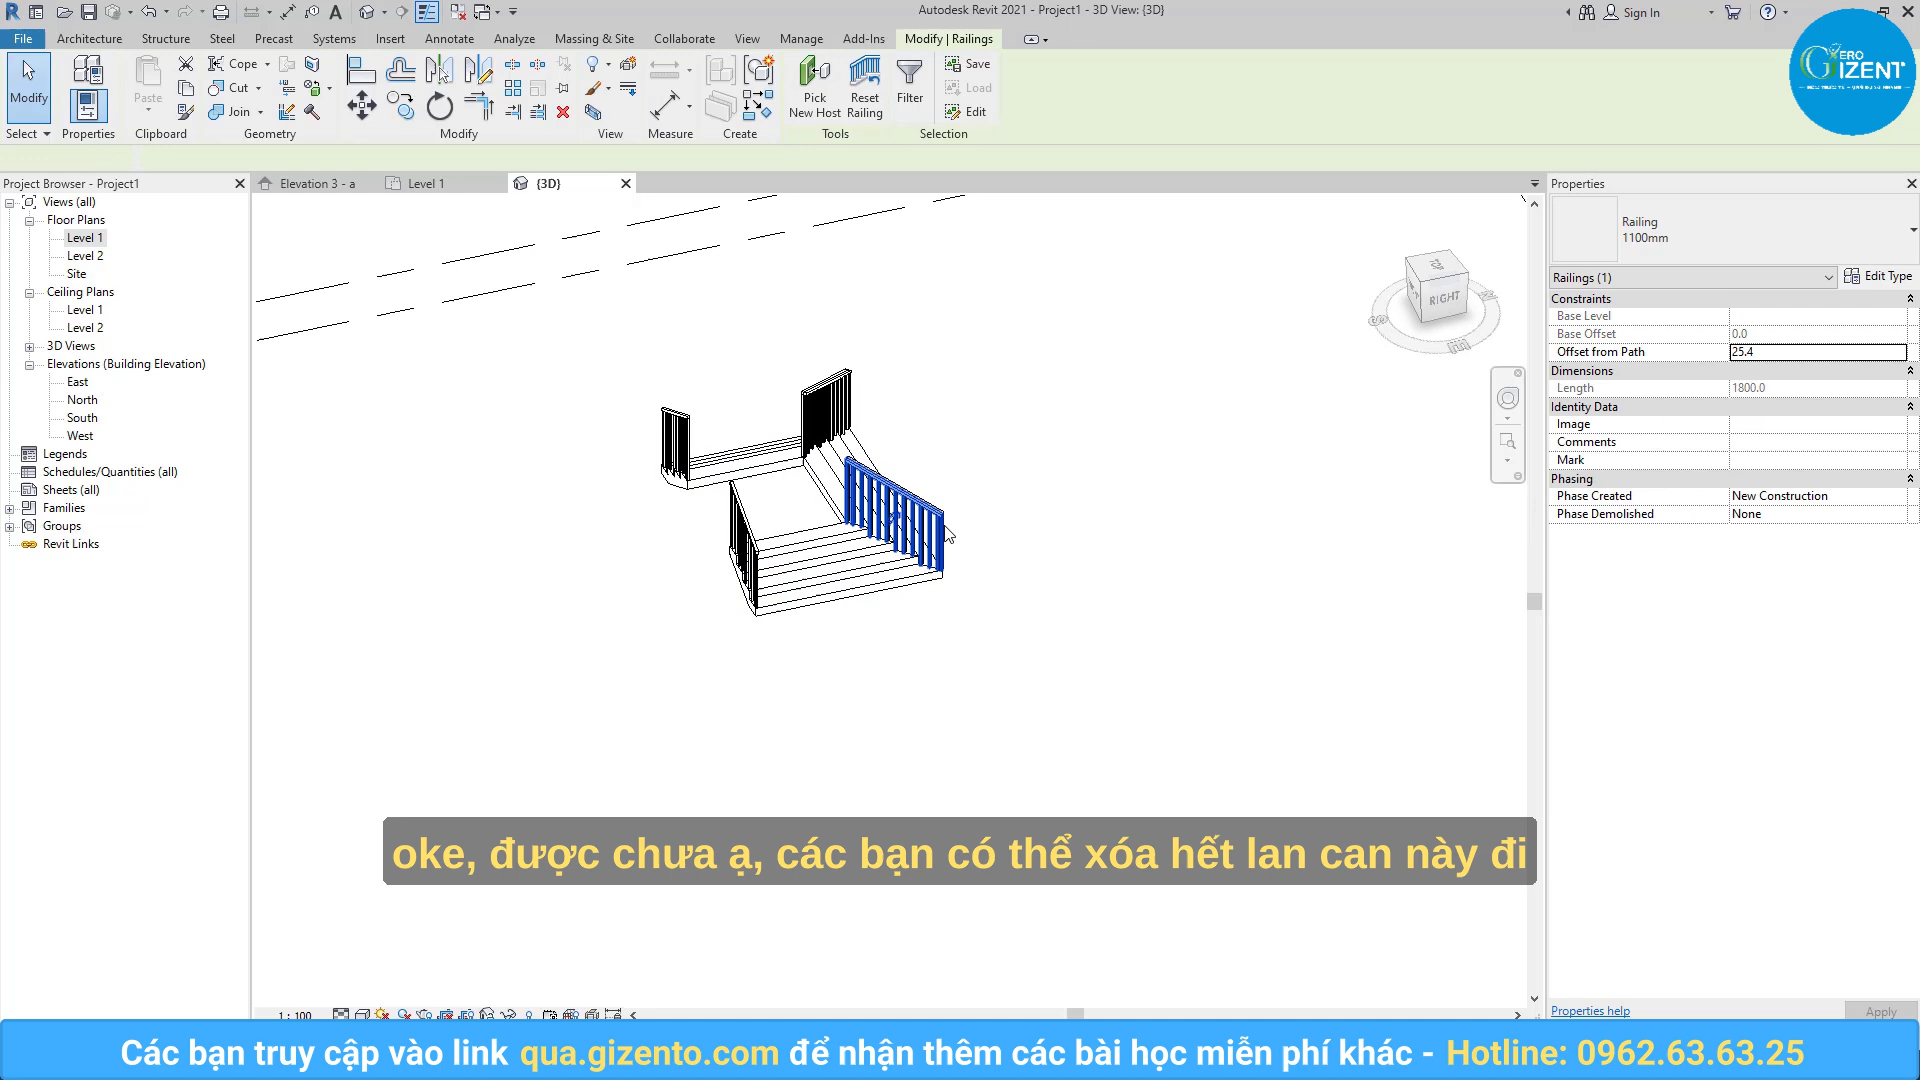 Autodesk Revit 2021 - Project1 - 3D View: {3D}
Sign In
File Architecture Structure Steel Precast Systems Insert Annotate Analyze Massing & Site Collaborate View Manage Add-Ins Modify | Railings
Modify
Paste
Cope
Cut
Join
Pick New Host
Reset Railing
Filter
Save
Load
Edit
Select Properties Clipboard Geometry Modify View Measure Create Tools Selection
GIZENT
Project Browser - Project1
Elevation 3 - a
Level 1
{3D}
Views (all)
Floor Plans
Level 1
Level 2
Site
Ceiling Plans
Level 1
Level 2
3D Views
Elevations (Building Elevation)
East
North
South
West
Legends
Schedules/Quantities (all)
Sheets (all)
Families
Groups
Revit Links
TOP
RIGHT
Properties
Railing
1100mm
Railings (1)
Edit Type
Constraints
Base Level
Base Offset 0.0
Offset from Path 25.4
Dimensions
Length 1800.0
Identity Data
Image
Comments
Mark
Phasing
Phase Created New Construction
Phase Demolished None
oke, được chưa ạ, các bạn có thể xóa hết lan can này đi
1 : 100
Properties help
Apply
Các bạn truy cập vào link qua.gizento.com để nhận thêm các bài học miễn phí khác - Hotline: 0962.63.63.25